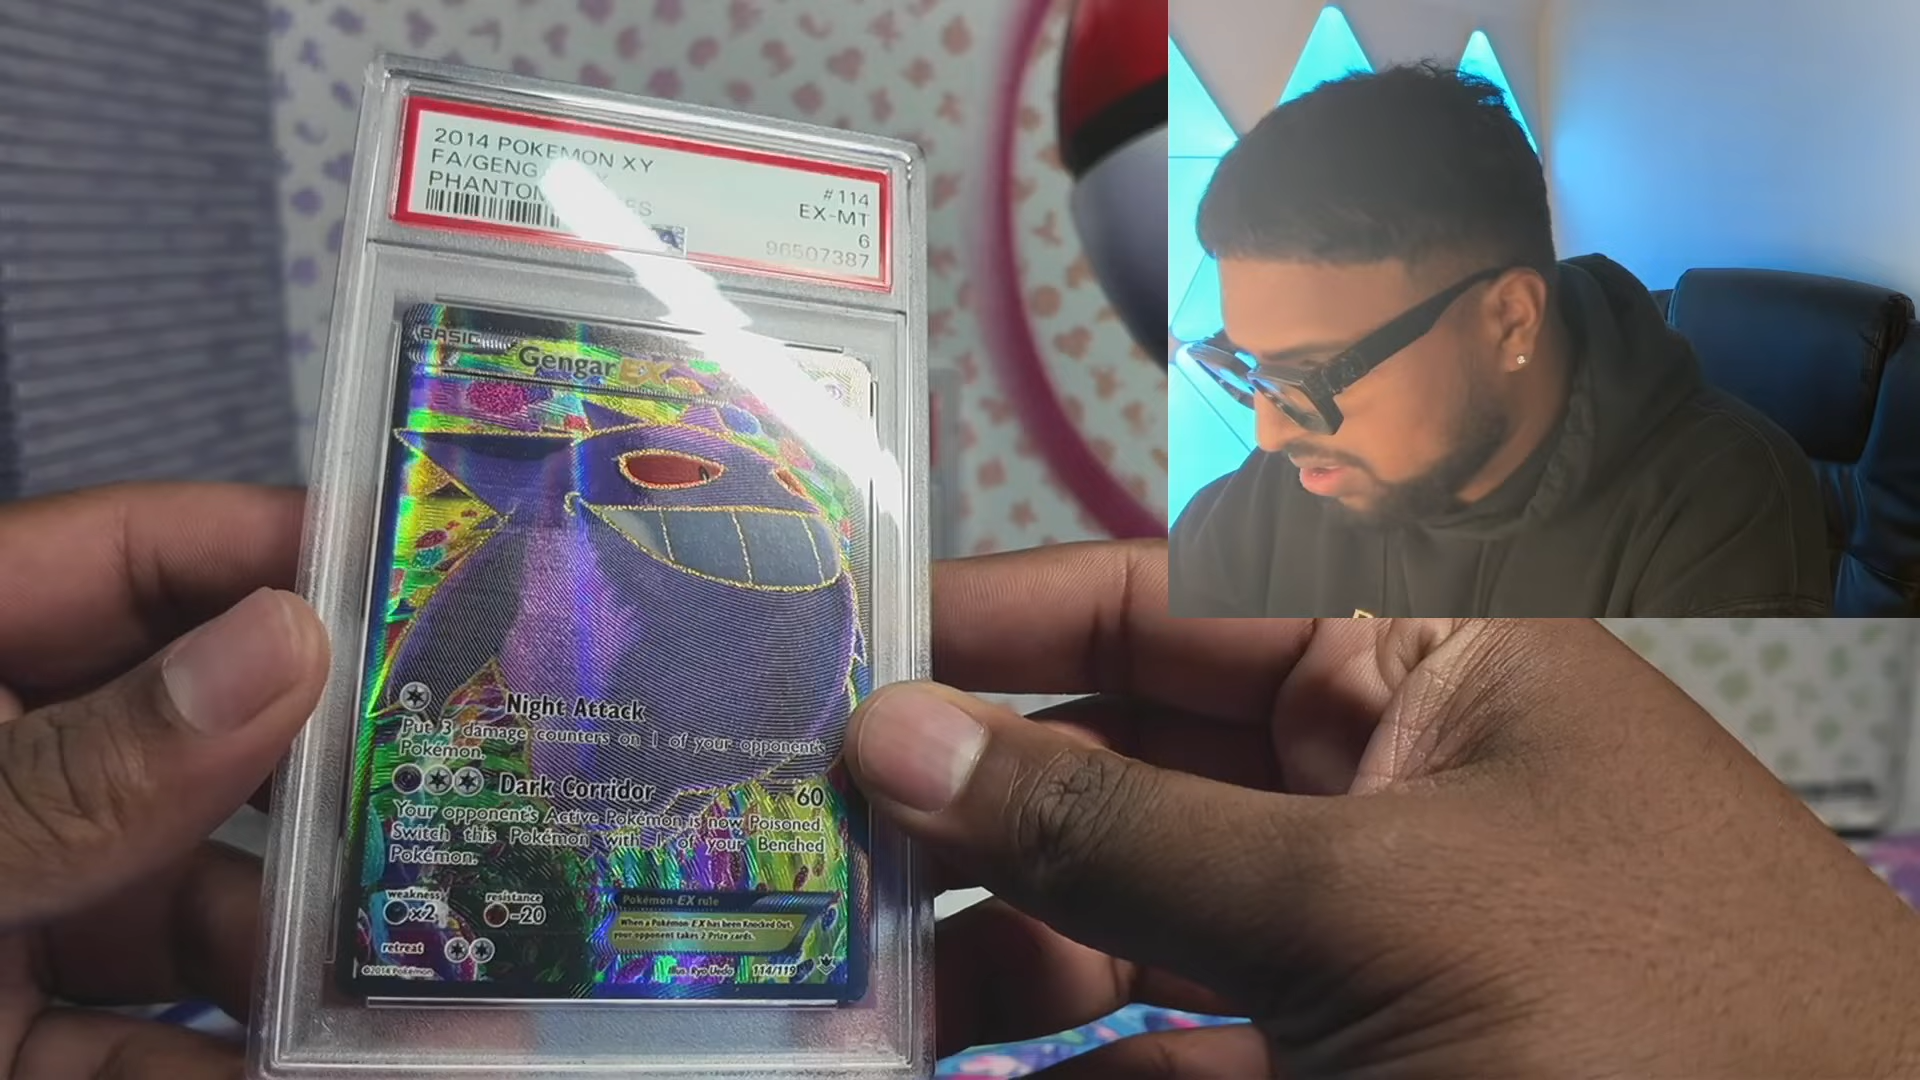 2014 POKEMON XY
FA/GENG
#114
PHANTOM
EX-MT
6
96507387
BASIC
Gengar EX
Night Attack
Put 3 damage counters on 1 of your opponent's
Pokémon.
Dark Corridor 60
Your opponent's Active Pokémon is now Poisoned.
Switch this Pokémon with 1 of your Benched
Pokémon.
weakness
×2
resistance
-20
retreat
Pokémon-EX rule
When a Pokémon-EX has been Knocked Out,
your opponent takes 2 Prize cards.
©2014 Pokémon
Illus. Ryo Ueda
114/119